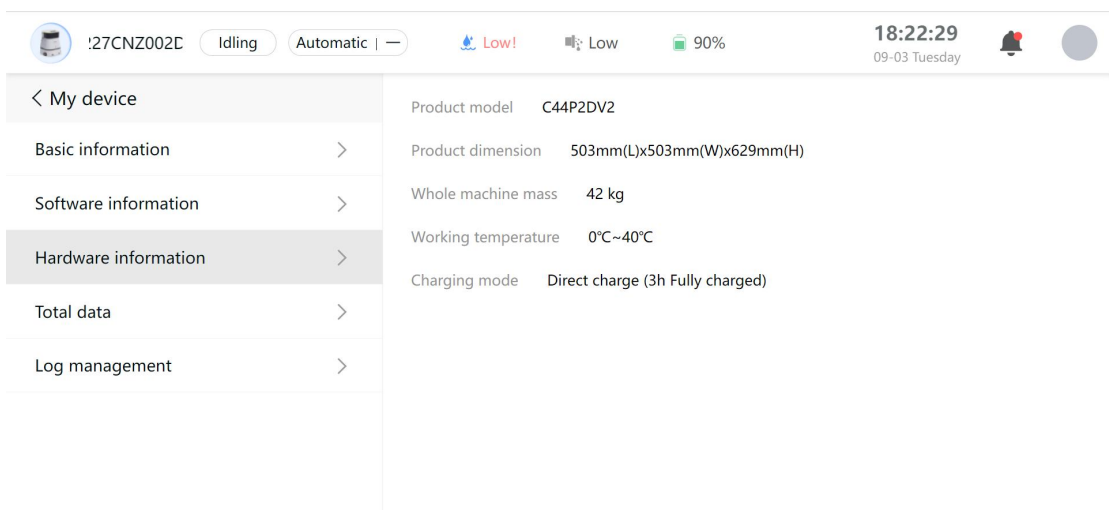 :27CNZ002D Idling Automatic | — Low! Low 90% 18:22:29
09-03 Tuesday
< My device
Product model C44P2DV2
Basic information
Product dimension 503mm(L)x503mm(W)x629mm(H)
Software information
Whole machine mass 42 kg
Hardware information
Working temperature 0℃~40℃
Charging mode Direct charge (3h Fully charged)
Total data
Log management